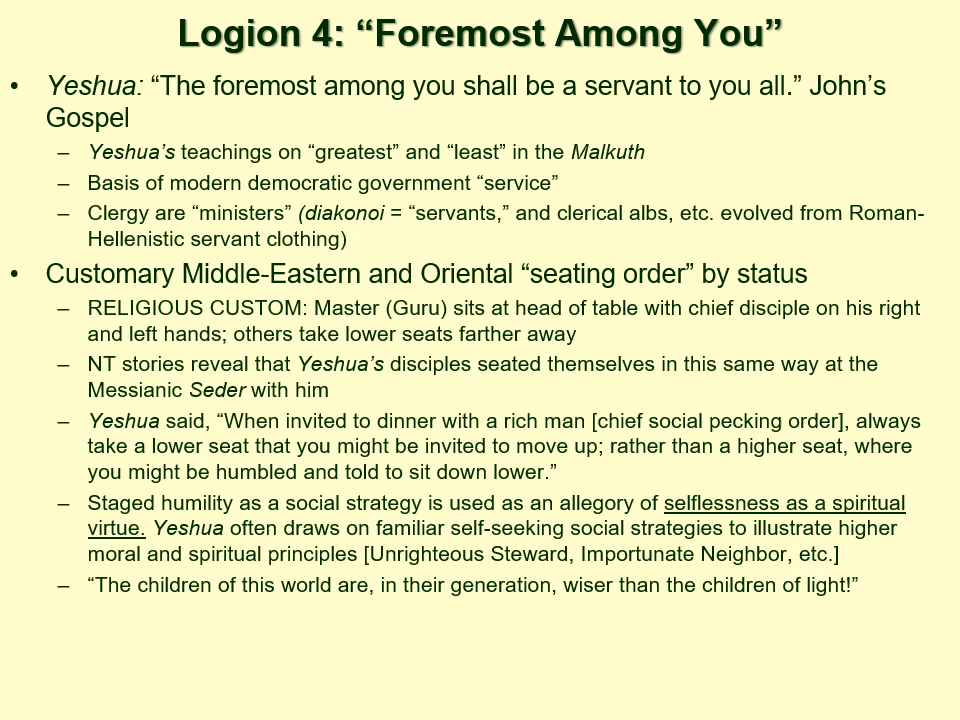 Logion 4: “Foremost Among You”
• Yeshua: “The foremost among you shall be a servant to you all.” John’s
Gospel
– Yeshua’s teachings on “greatest” and “least” in the Malkuth
– Basis of modern democratic government “service”
– Clergy are “ministers” (diakonoi = “servants,” and clerical albs, etc. evolved from Roman-
Hellenistic servant clothing)
• Customary Middle-Eastern and Oriental “seating order” by status
– RELIGIOUS CUSTOM: Master (Guru) sits at head of table with chief disciple on his right
and left hands; others take lower seats farther away
– NT stories reveal that Yeshua’s disciples seated themselves in this same way at the
Messianic Seder with him
– Yeshua said, “When invited to dinner with a rich man [chief social pecking order], always
take a lower seat that you might be invited to move up; rather than a higher seat, where
you might be humbled and told to sit down lower.”
– Staged humility as a social strategy is used as an allegory of selflessness as a spiritual
virtue. Yeshua often draws on familiar self-seeking social strategies to illustrate higher
moral and spiritual principles [Unrighteous Steward, Importunate Neighbor, etc.]
– “The children of this world are, in their generation, wiser than the children of light!”